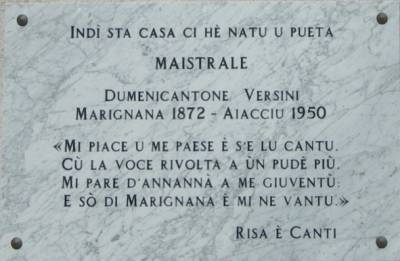 INDÌ STA CASA CI HÈ NATU U PUETA
MAISTRALE
DUMENICANTONE VERSINI
MARIGNANA 1872 - AIACCIU 1950
«MI PIACE U ME PAESE È S'E LU CANTU.
CÙ LA VOCE RIVOLTA A ÙN PUDÈ PIÙ.
MI PARE D'ANNANNÀ A ME GIUVENTÙ:
E SÒ DI MARIGNANA È MI NE VANTU.»
RISA È CANTI